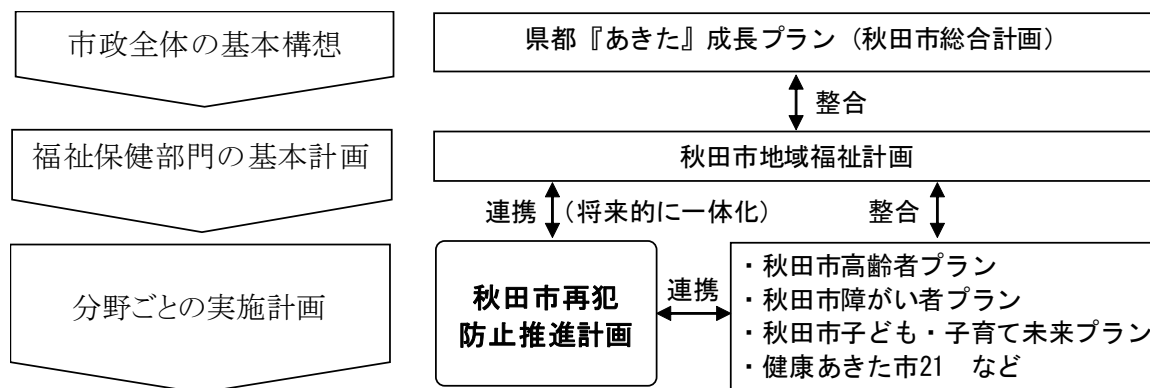 市政全体の基本構想
県都『あきた』成長プラン（秋田市総合計画）
整合
福祉保健部門の基本計画
秋田市地域福祉計画
連携
（将来的に一体化）
整合
分野ごとの実施計画
秋田市再犯
防止推進計画
連携
・秋田市高齢者プラン
・秋田市障がい者プラン
・秋田市子ども・子育て未来プラン
・健康あきた市21　など